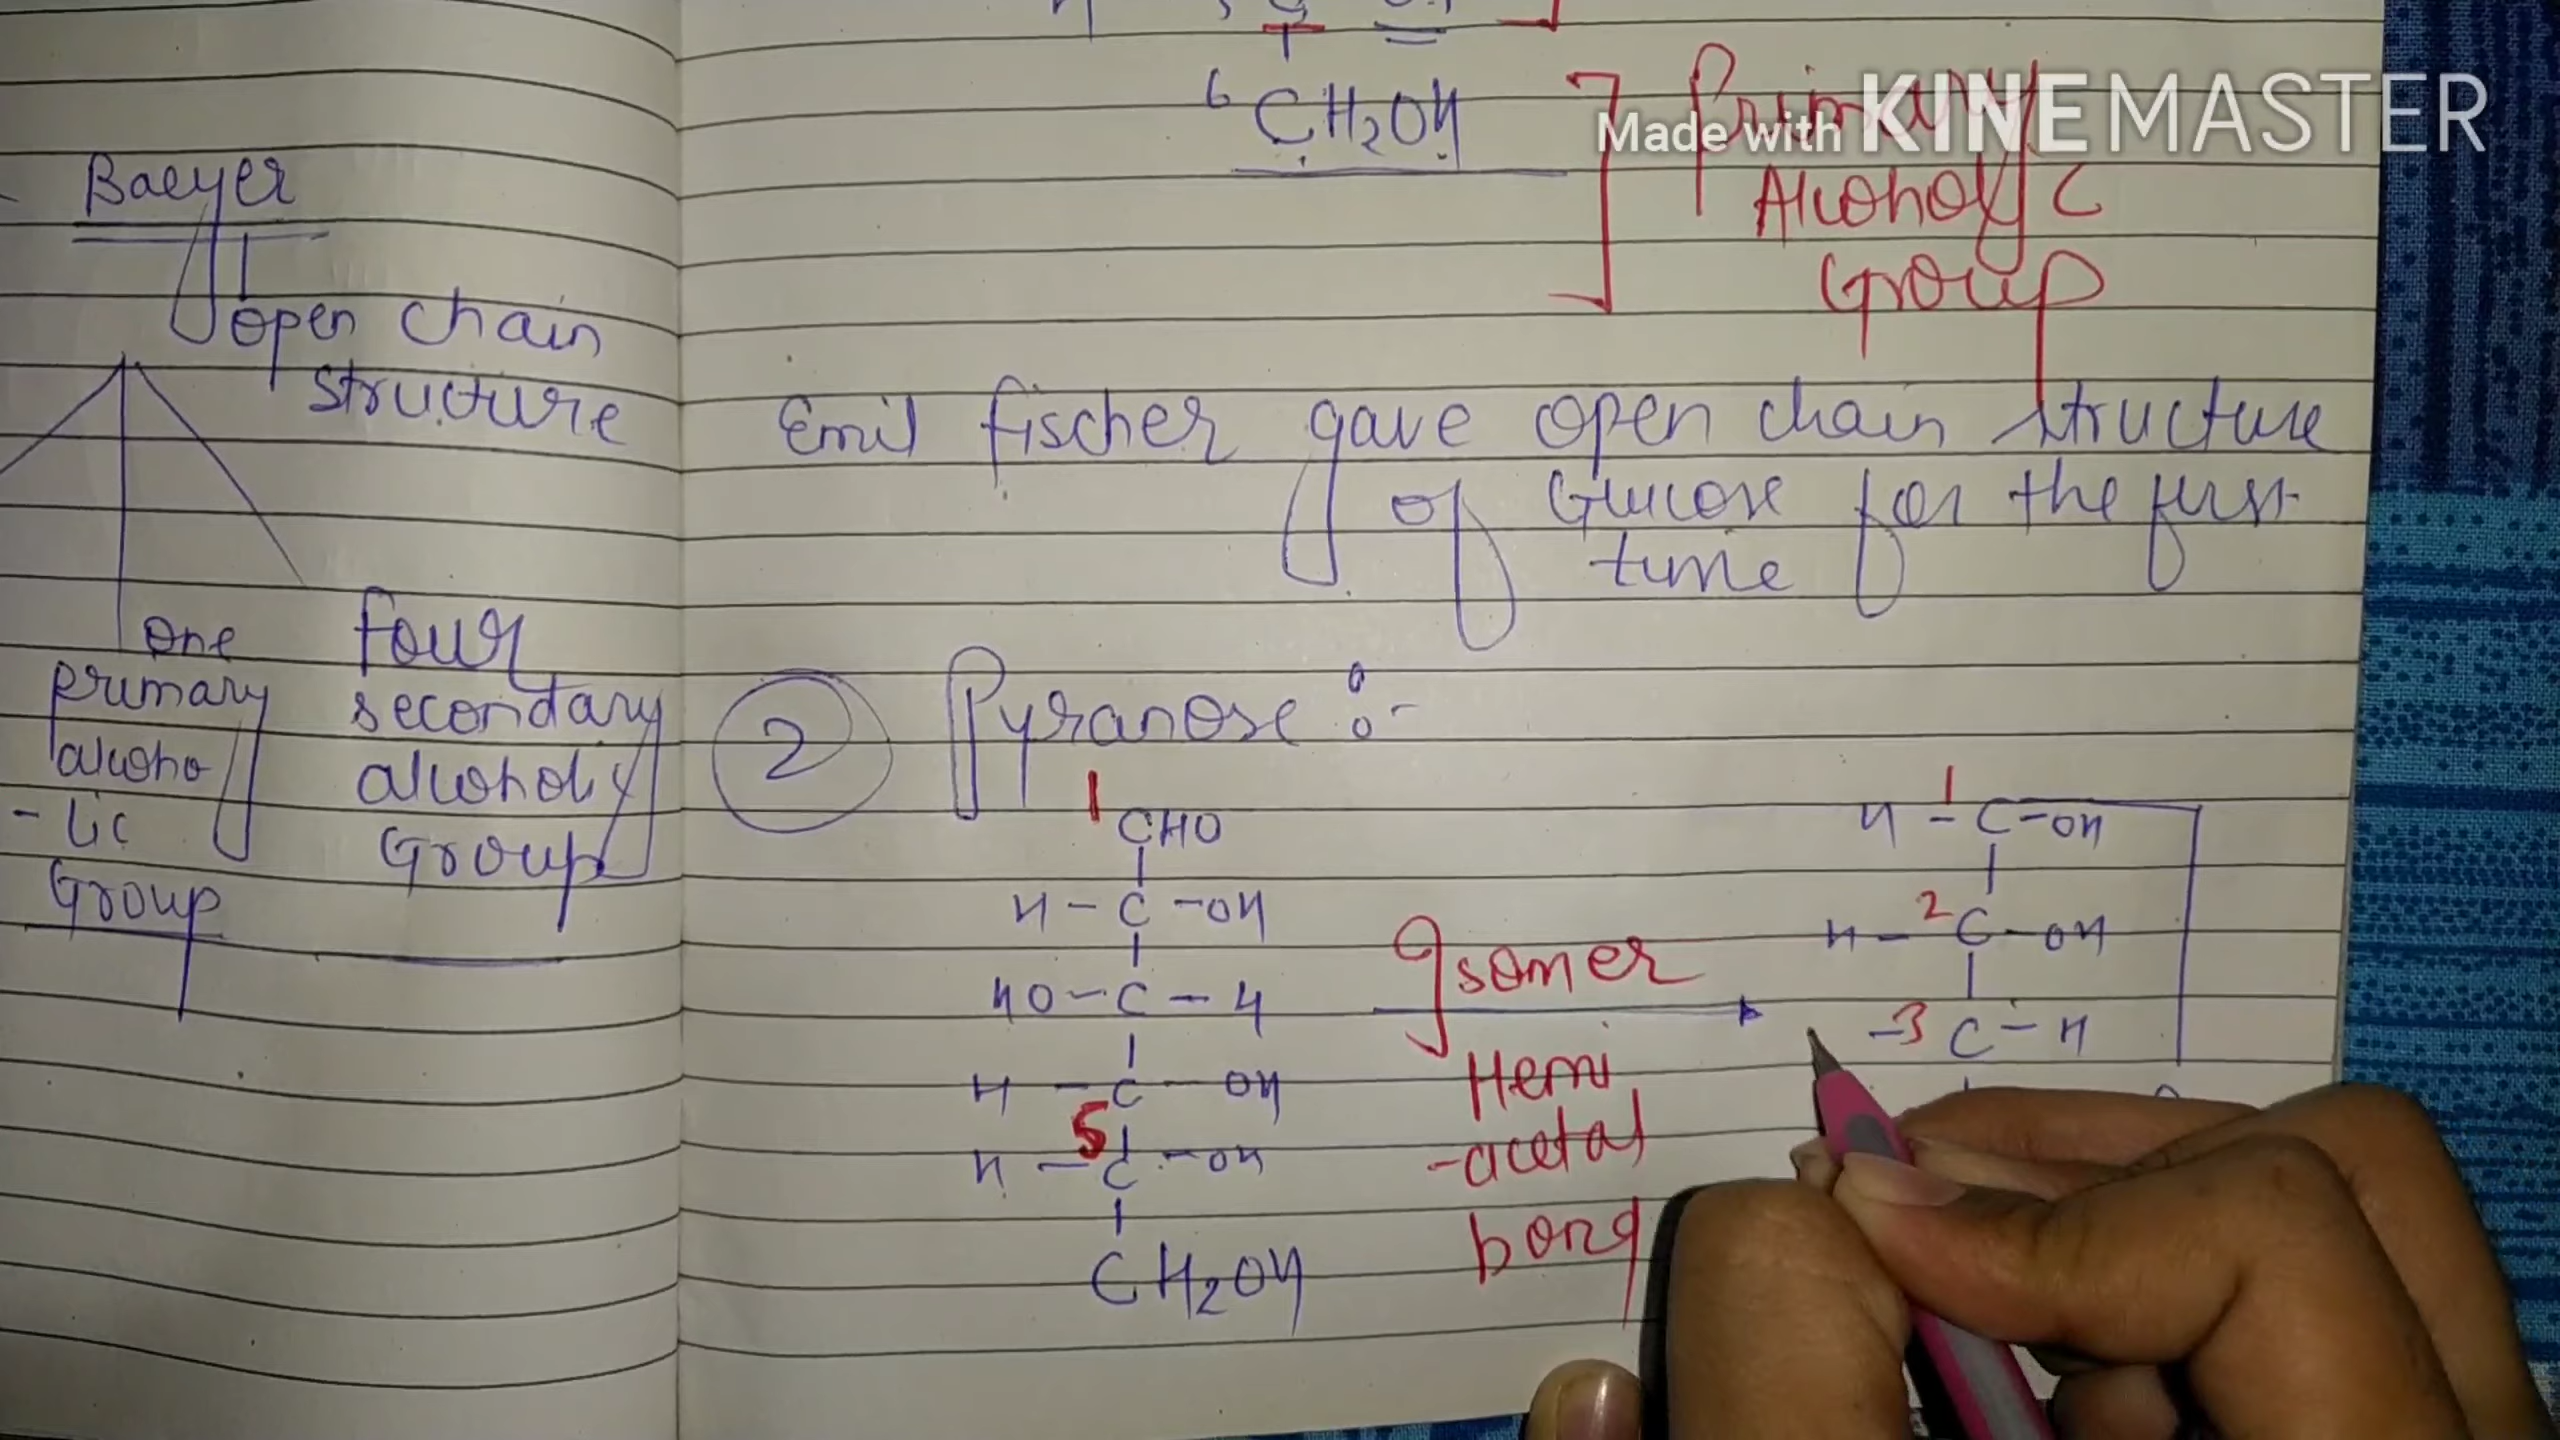 Baeyer
open chain
structure
one
primary
alcoho
- lic
Group
four
secondary
alcoholic
Group
6 CH2OH
Primary
Alcoholic
Group
Made with KINEMASTER
Emil fischer gave open chain structure
of Glucose for the first
time
2 Pyranose :-
1
CHO
H - C - OH
HO - C - H
H - C - OH
5
H - C - OH
CH2OH
Isomer
Hemi
-acetal
bond
1
H - C - OH
H - 2 C - OH
- 3 C - H